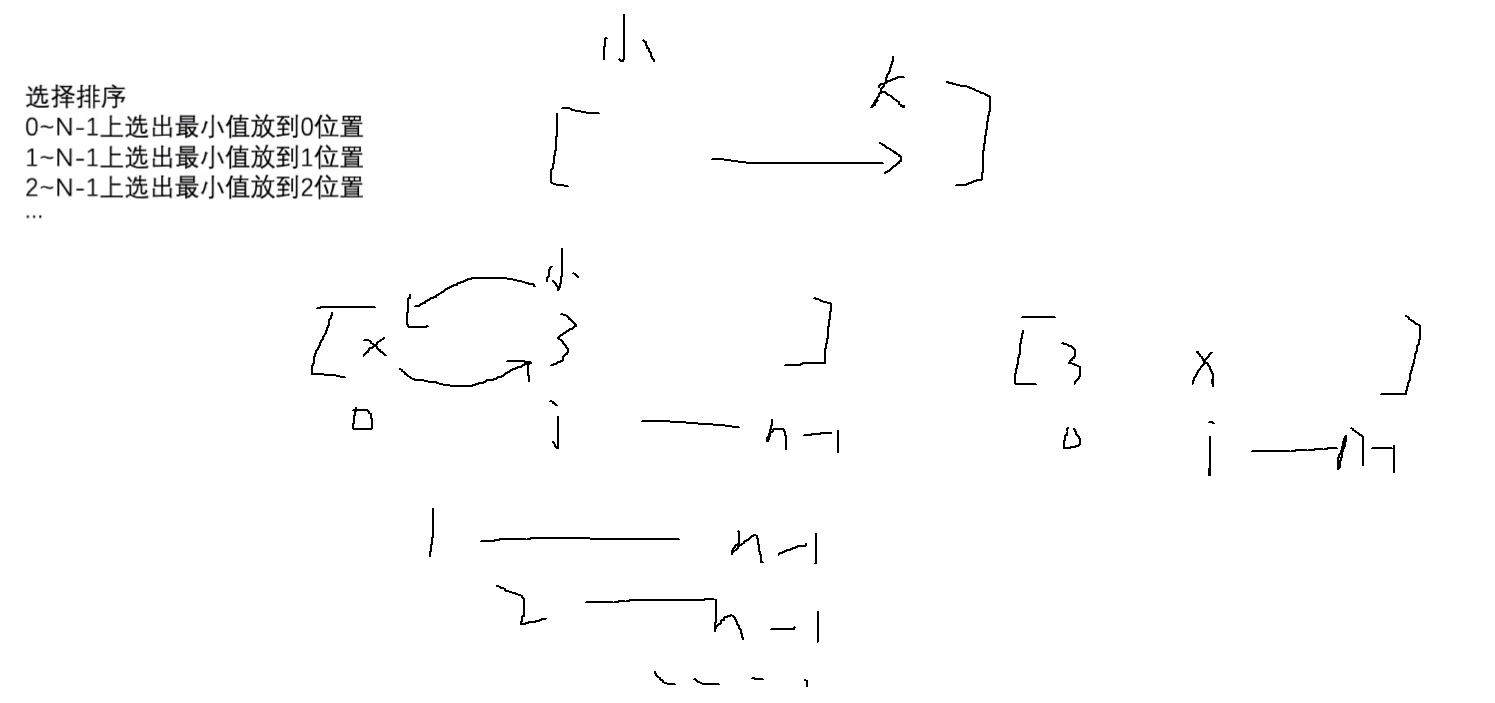 选择排序
0~N-1上选出最小值放到0位置
1~N-1上选出最小值放到1位置
2~N-1上选出最小值放到2位置
...
小
[ → 大 ]
小
[ x 3 ]
0 i — n-1
[ 3 x ]
0 i — n-1
1 — n-1
2 — n-1